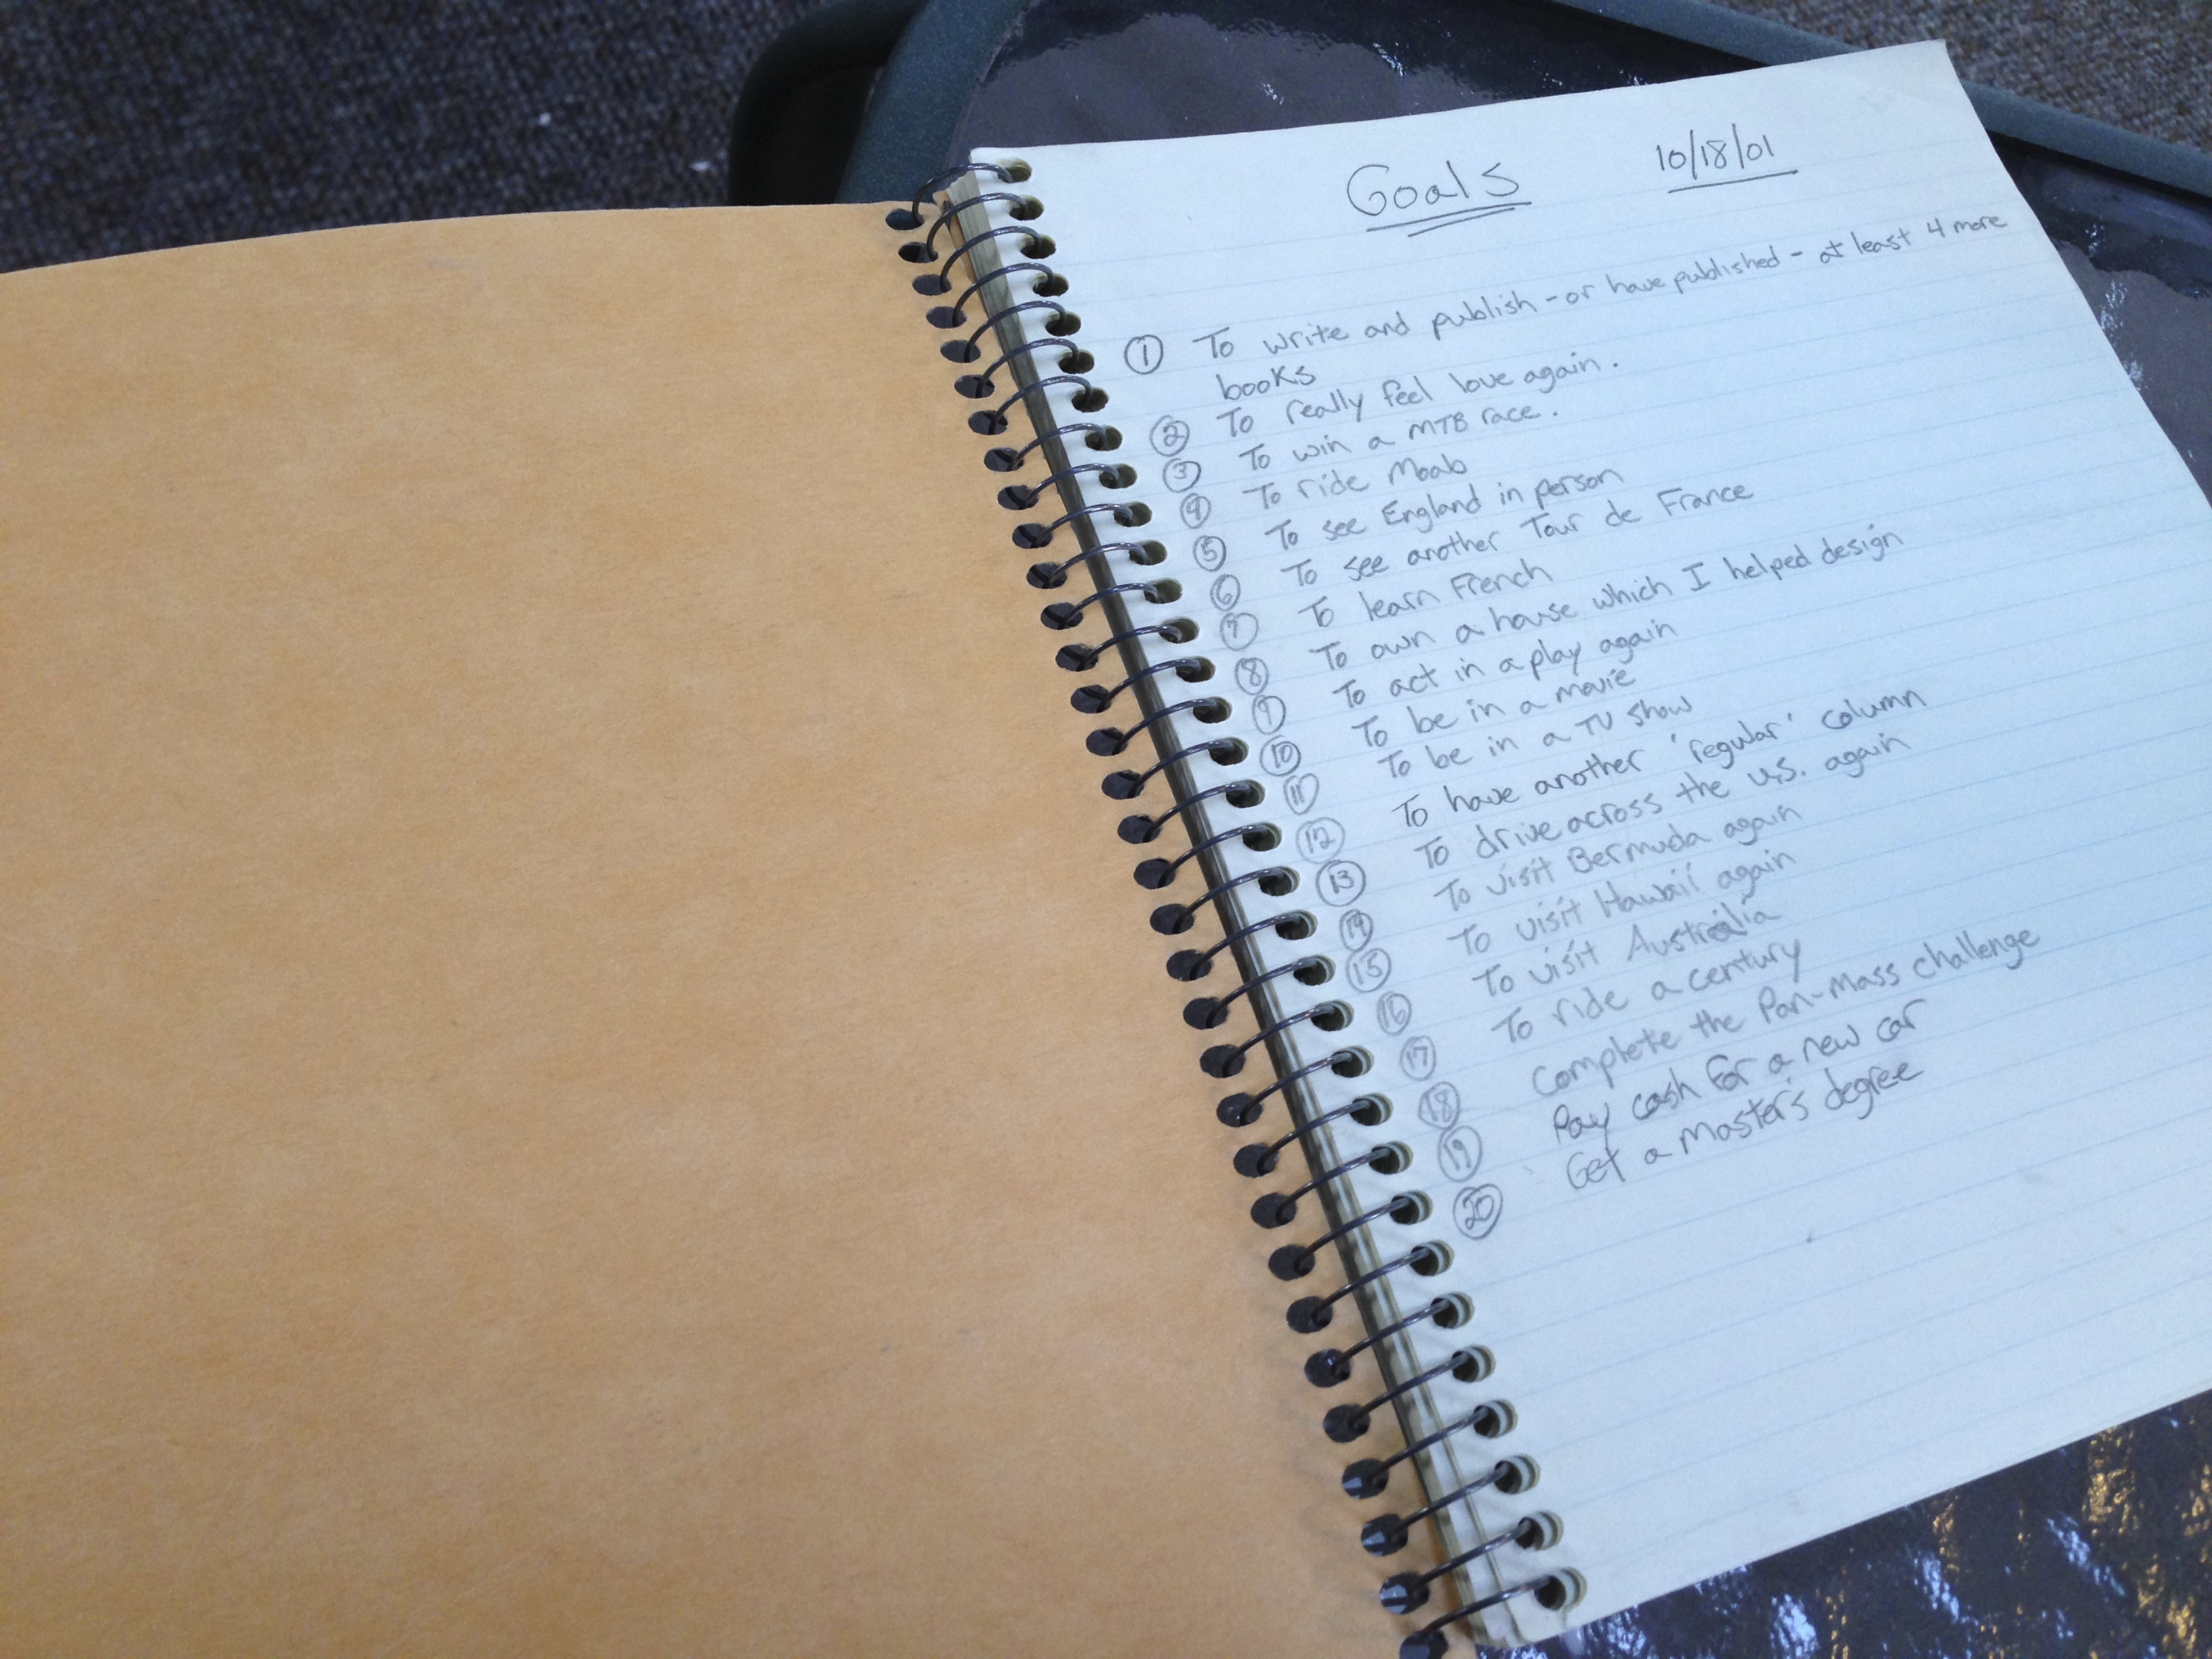 Goals 10/18/01
① To write and publish - or have published - at least 4 more
books
② To really feel love again.
③ To win a MTB race.
④ To ride Moab
⑤ To see England in person
⑥ To see another Tour de France
⑦ To learn French
⑧ To own a house which I helped design
⑨ To act in a play again
⑩ To be in a movie
⑪ To be in a TV show
⑫ To have another 'regular' column
⑬ To drive across the U.S. again
⑭ To visit Bermuda again
⑮ To visit Hawaii again
⑯ To visit Australia
⑰ To ride a century
⑱ Complete the Pan-Mass challenge
⑲ Pay cash for a new car
⑳ Get a Master's degree